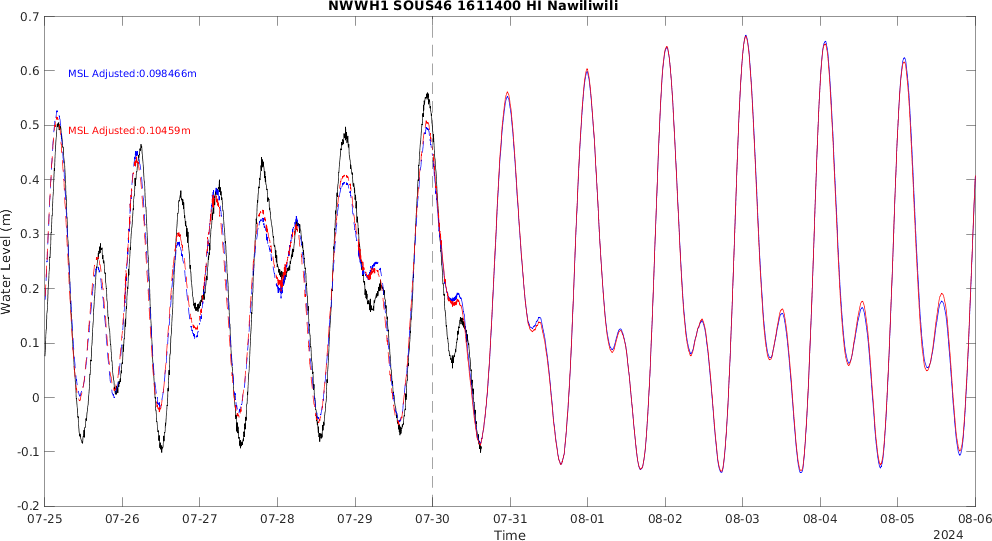 NWWH1 SOUS46 1611400 HI Nawiliwili
0.7
0.6
0.5
0.4
0.3
0.2
0.1
0
-0.1
-0.2
Water Level (m)
MSL Adjusted:0.098466m
MSL Adjusted:0.10459m
07-25 07-26 07-27 07-28 07-29 07-30 07-31 08-01 08-02 08-03 08-04 08-05 08-06
Time
2024